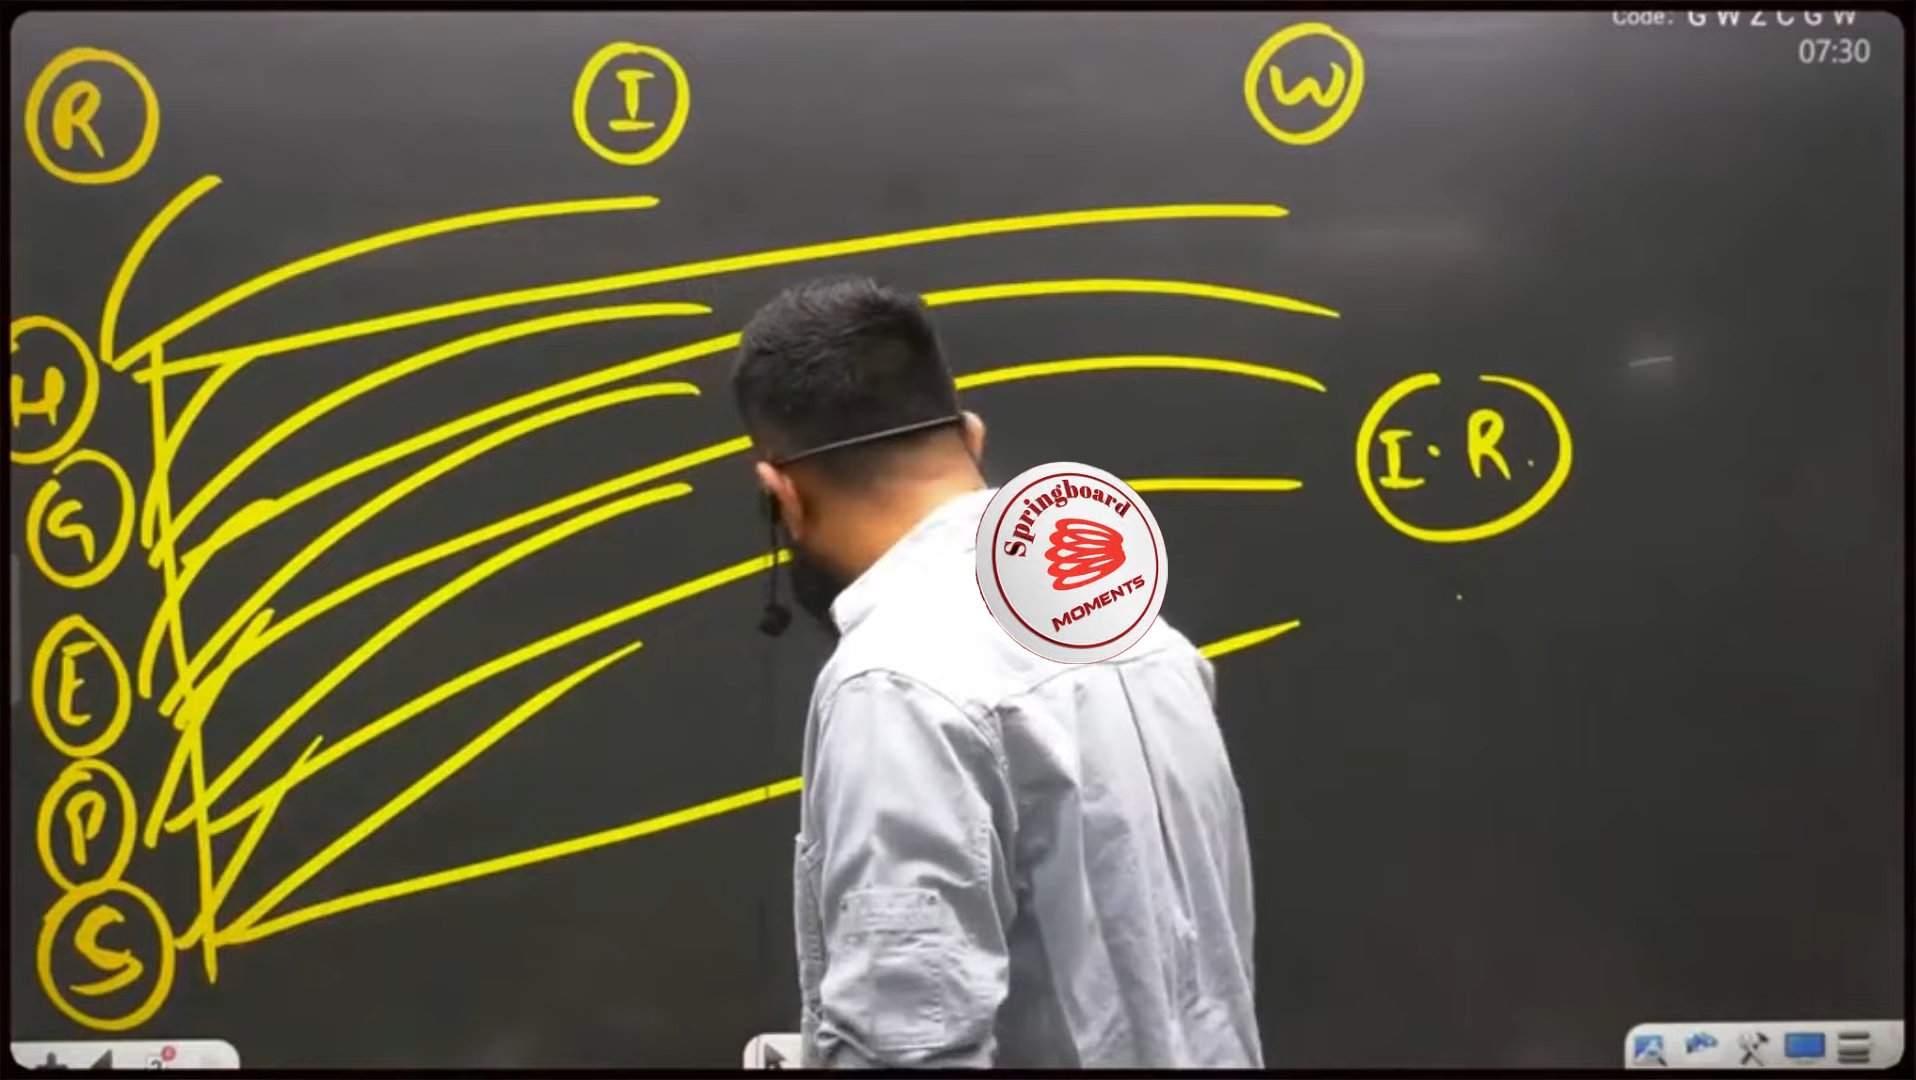 Code: G W Z C G W
07:30
R I W
H
G
E
P
S
I. R.
Springboard
MOMENTS